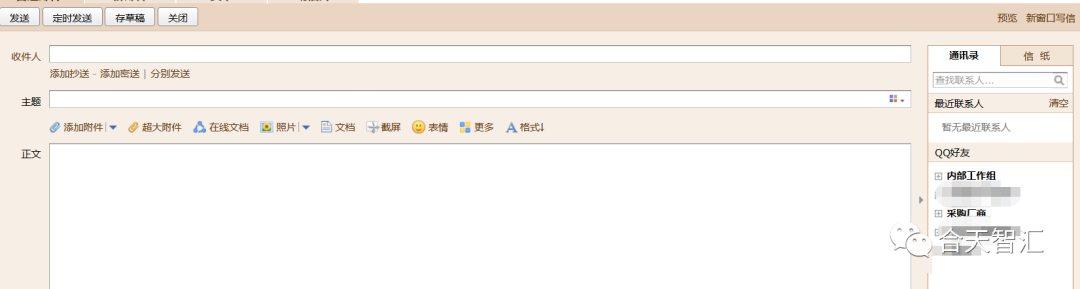 发送 定时发送 存草稿 关闭 预览 新窗口写信
收件人 通讯录 信 纸
添加抄送 - 添加密送 | 分别发送 查找联系人...
主题 最近联系人 清空
添加附件 | 超大附件 在线文档 照片 | 文档 截屏 表情 更多 格式↓ 暂无最近联系人
正文 QQ好友
内部工作组
采购厂商
合天智汇